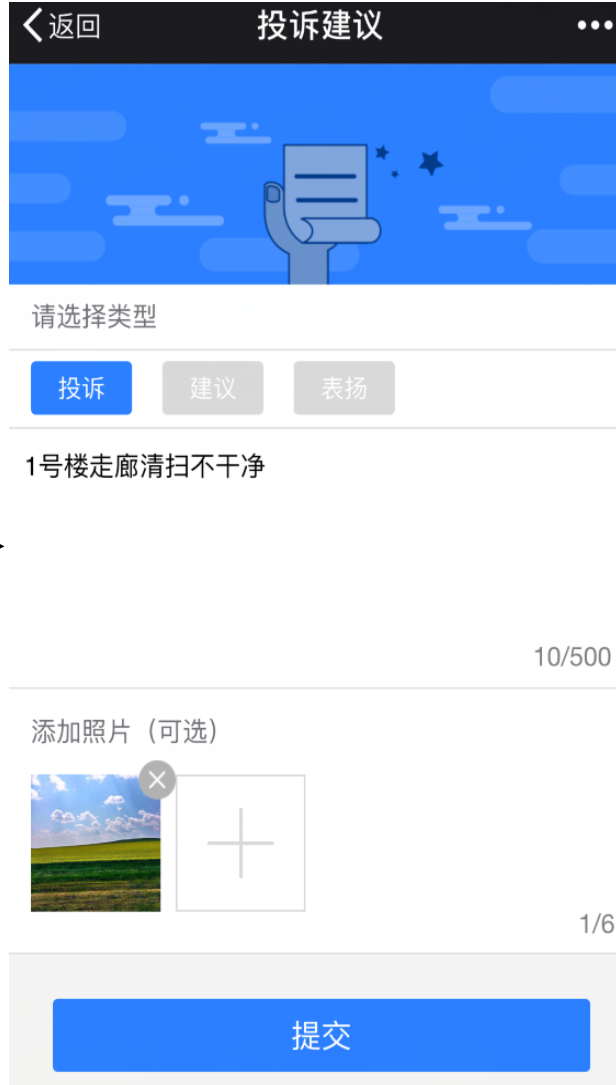 返回 投诉建议
请选择类型
投诉 建议 表扬
1号楼走廊清扫不干净
10/500
添加照片（可选）
1/6
提交